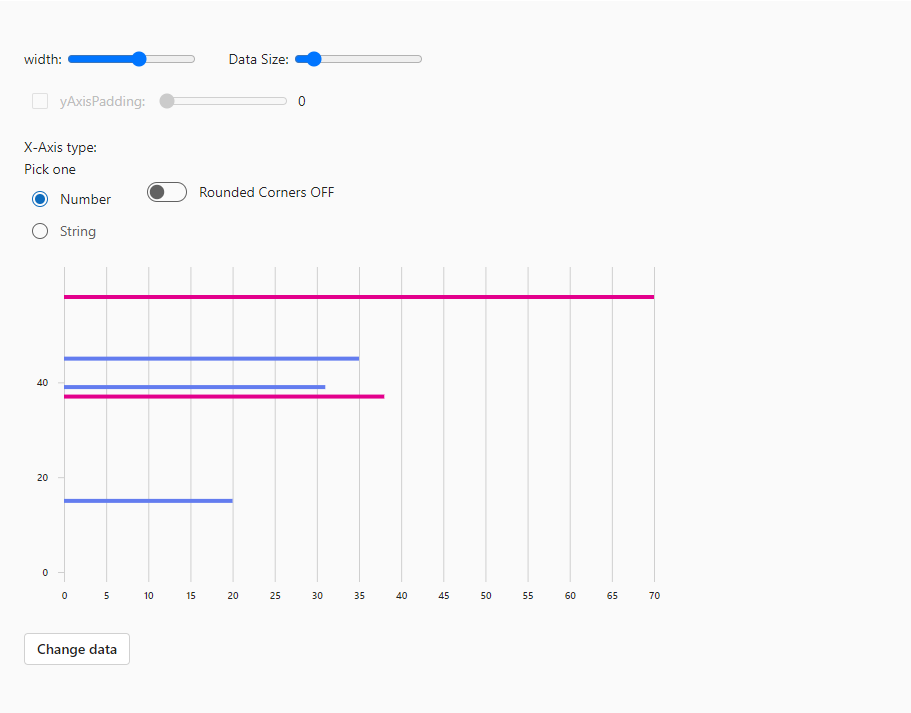 width: Data Size:
yAxisPadding: 0
X-Axis type:
Pick one
Number
Rounded Corners OFF
String
40
20
0
0 5 10 15 20 25 30 35 40 45 50 55 60 65 70
Change data